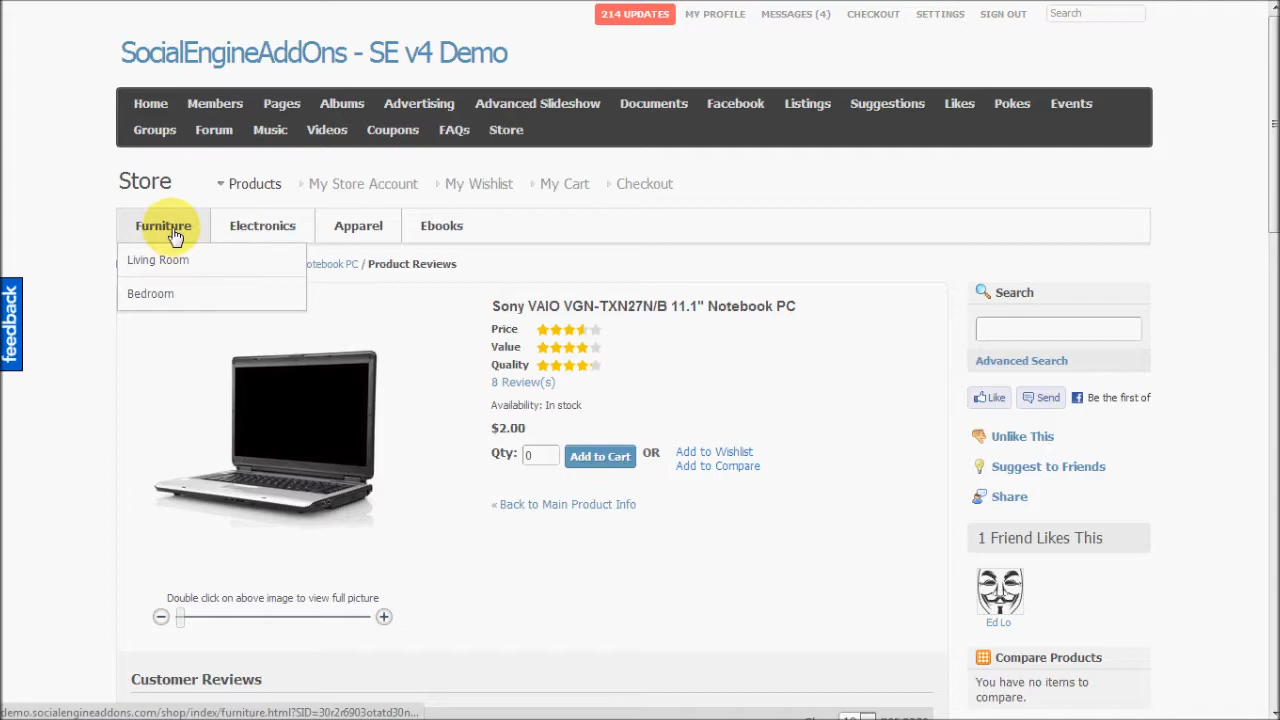 214 UPDATES MY PROFILE MESSAGES (4) CHECKOUT SETTINGS SIGN OUT Search
SocialEngineAddOns - SE v4 Demo
Home Members Pages Albums Advertising Advanced Slideshow Documents Facebook Listings Suggestions Likes Pokes Events
Groups Forum Music Videos Coupons FAQs Store
Store Products My Store Account My Wishlist My Cart Checkout
Furniture Electronics Apparel Ebooks
Living Room
Bedroom
otebook PC / Product Reviews
feedback
Sony VAIO VGN-TXN27N/B 11.1" Notebook PC
Price
Value
Quality
8 Review(s)
Availability: In stock
$2.00
Qty: 0 Add to Cart OR Add to Wishlist
Add to Compare
« Back to Main Product Info
Double click on above image to view full picture
Customer Reviews
Search
Advanced Search
Like Send Be the first of
Unlike This
Suggest to Friends
Share
1 Friend Likes This
Ed Lo
Compare Products
You have no items to
compare.
demo.socialengineaddons.com/shop/index/furniture.html?SID=30r2r6903otatd30n...